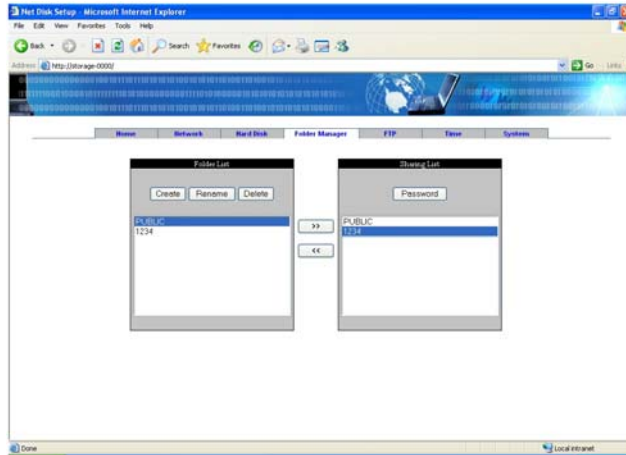 Net Disk Setup - Microsoft Internet Explorer
File Edit View Favorites Tools Help
Back Search Favorites
Address http://storage-0000/ Go Links
Home Network Hard Disk Folder Manager FTP Time System
Folder List Sharing List
Create Rename Delete Password
PUBLIC >> PUBLIC
1234 1234
<<
Done Local intranet